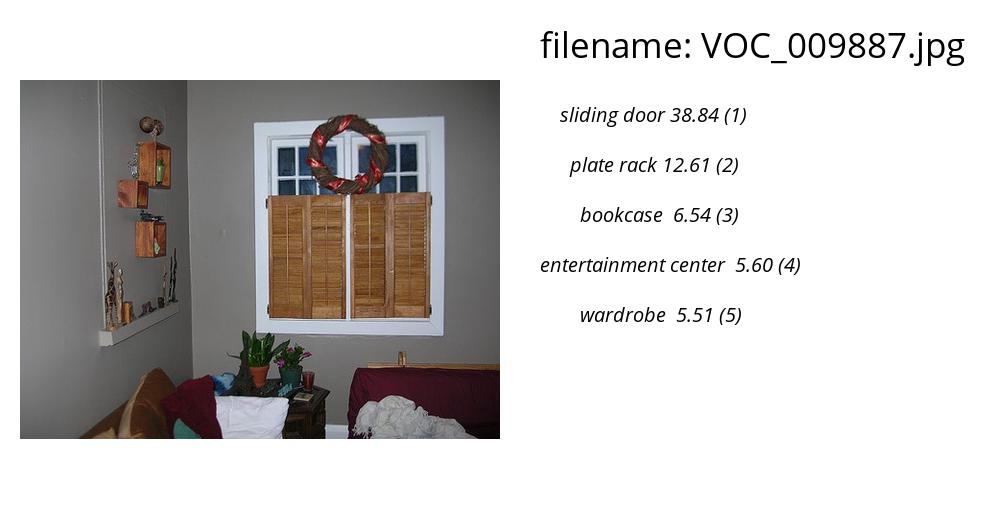 filename: VOC_009887.jpg
sliding door 38.84 (1)
plate rack 12.61 (2)
bookcase 6.54 (3)
entertainment center 5.60 (4)
wardrobe 5.51 (5)